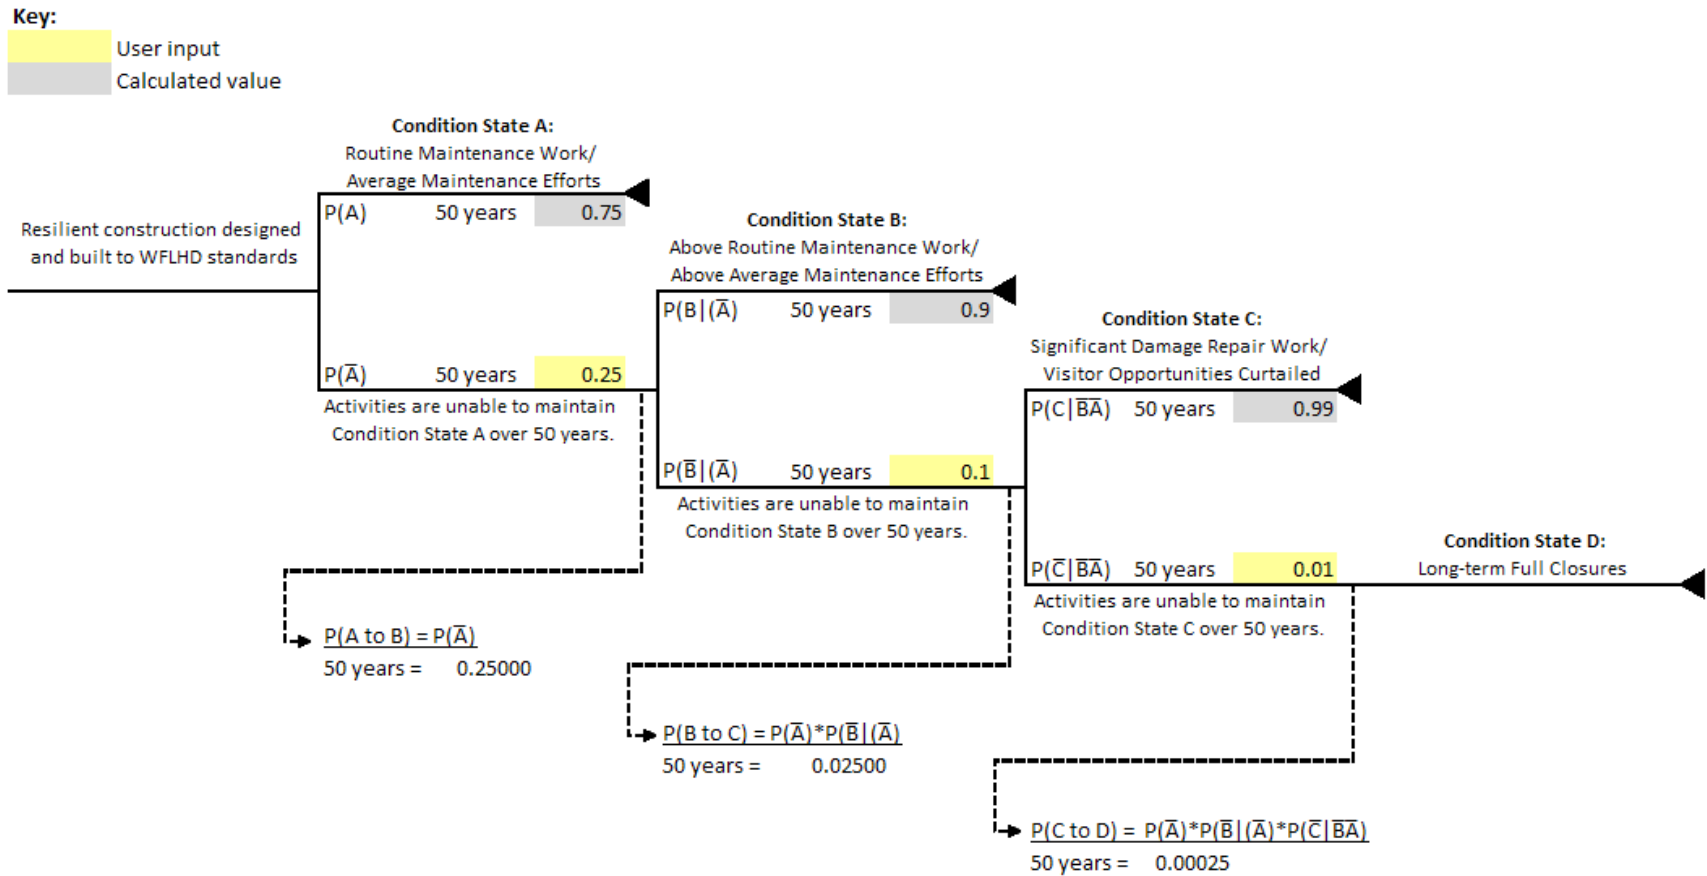 Key:
User input
Calculated value
Condition State A:
Routine Maintenance Work/
Average Maintenance Efforts
P(A) 50 years 0.75
Resilient construction designed
and built to WFLHD standards
P(A̅) 50 years 0.25
Activities are unable to maintain
Condition State A over 50 years.
Condition State B:
Above Routine Maintenance Work/
Above Average Maintenance Efforts
P(B|(A̅) 50 years 0.9
P(B̅|(A̅) 50 years 0.1
Activities are unable to maintain
Condition State B over 50 years.
Condition State C:
Significant Damage Repair Work/
Visitor Opportunities Curtailed
P(C|B̅A̅) 50 years 0.99
P(C̅|B̅A̅) 50 years 0.01
Activities are unable to maintain
Condition State C over 50 years.
Condition State D:
Long-term Full Closures
P(A to B) = P(A̅)
50 years = 0.25000
P(B to C) = P(A̅)*P(B̅|(A̅)
50 years = 0.02500
P(C to D) = P(A̅)*P(B̅|(A̅)*P(C̅|B̅A̅)
50 years = 0.00025